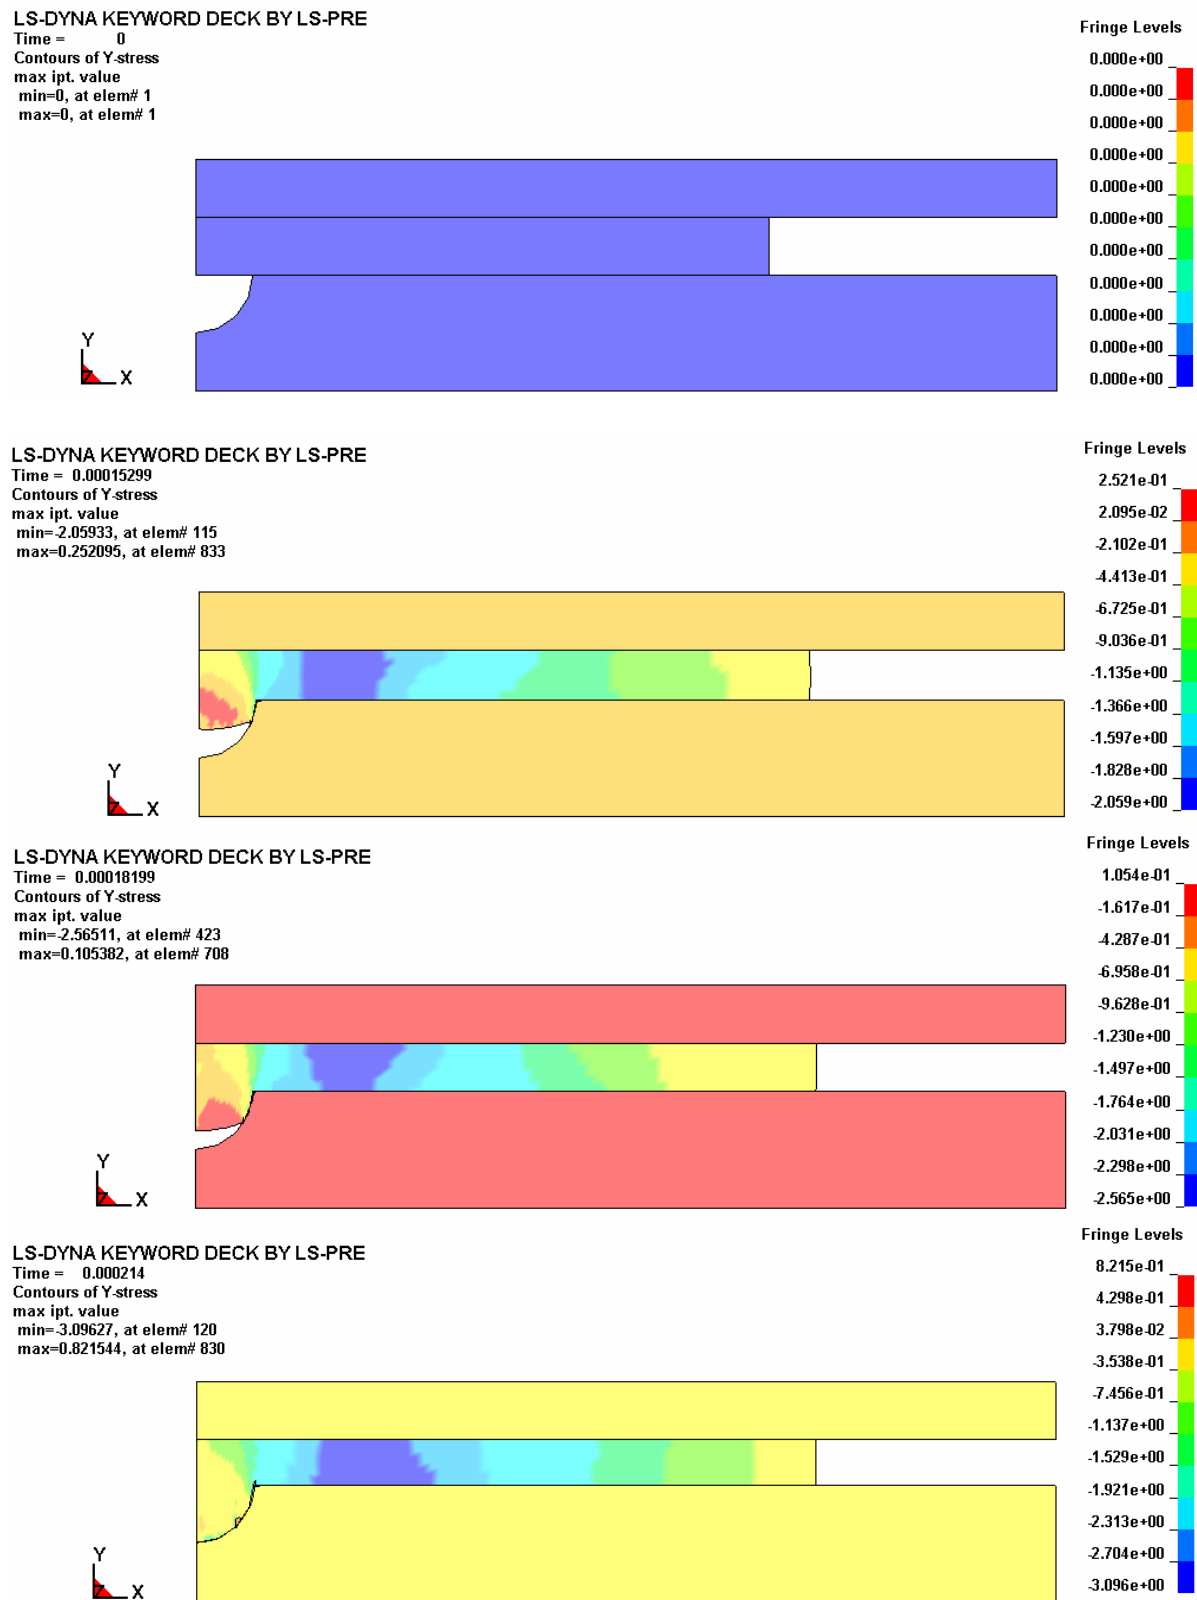 LS-DYNA KEYWORD DECK BY LS-PRE
Time = 0
Contours of Y-stress
max ipt. value
min=0, at elem# 1
max=0, at elem# 1
Fringe Levels
0.000e+00
0.000e+00
0.000e+00
0.000e+00
0.000e+00
0.000e+00
0.000e+00
0.000e+00
0.000e+00
0.000e+00
0.000e+00
Y
Z X
LS-DYNA KEYWORD DECK BY LS-PRE
Time = 0.00015299
Contours of Y-stress
max ipt. value
min=-2.05933, at elem# 115
max=0.252095, at elem# 833
Fringe Levels
2.521e-01
2.095e-02
-2.102e-01
-4.413e-01
-6.725e-01
-9.036e-01
-1.135e+00
-1.366e+00
-1.597e+00
-1.828e+00
-2.059e+00
Y
Z X
LS-DYNA KEYWORD DECK BY LS-PRE
Time = 0.00018199
Contours of Y-stress
max ipt. value
min=-2.56511, at elem# 423
max=0.105382, at elem# 708
Fringe Levels
1.054e-01
-1.617e-01
-4.287e-01
-6.958e-01
-9.628e-01
-1.230e+00
-1.497e+00
-1.764e+00
-2.031e+00
-2.298e+00
-2.565e+00
Y
Z X
LS-DYNA KEYWORD DECK BY LS-PRE
Time = 0.000214
Contours of Y-stress
max ipt. value
min=-3.09627, at elem# 120
max=0.821544, at elem# 830
Fringe Levels
8.215e-01
4.298e-01
3.798e-02
-3.538e-01
-7.456e-01
-1.137e+00
-1.529e+00
-1.921e+00
-2.313e+00
-2.704e+00
-3.096e+00
Y
Z X